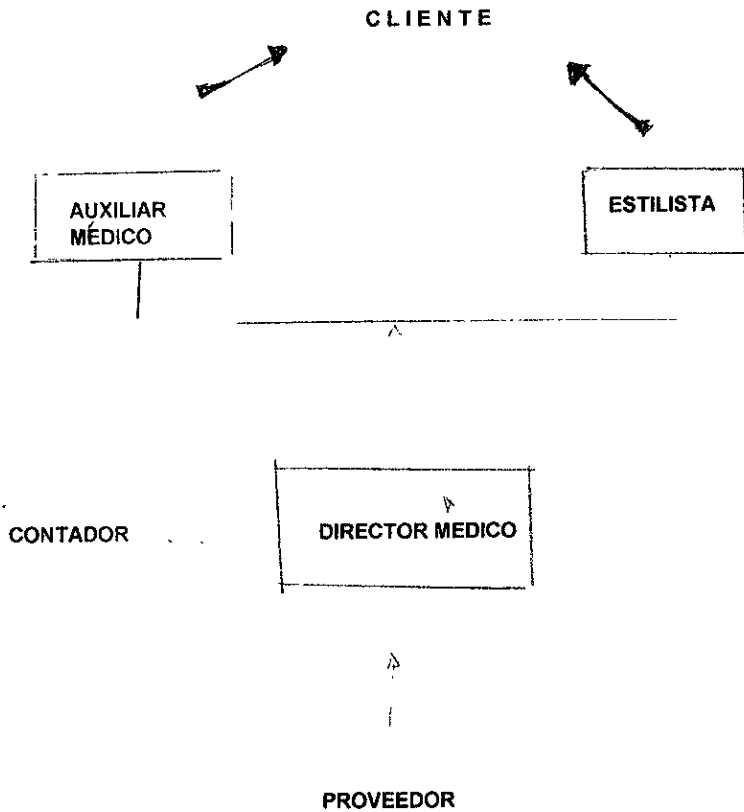 CLIENTE
AUXILIAR
MÉDICO
ESTILISTA
CONTADOR
DIRECTOR MEDICO
PROVEEDOR